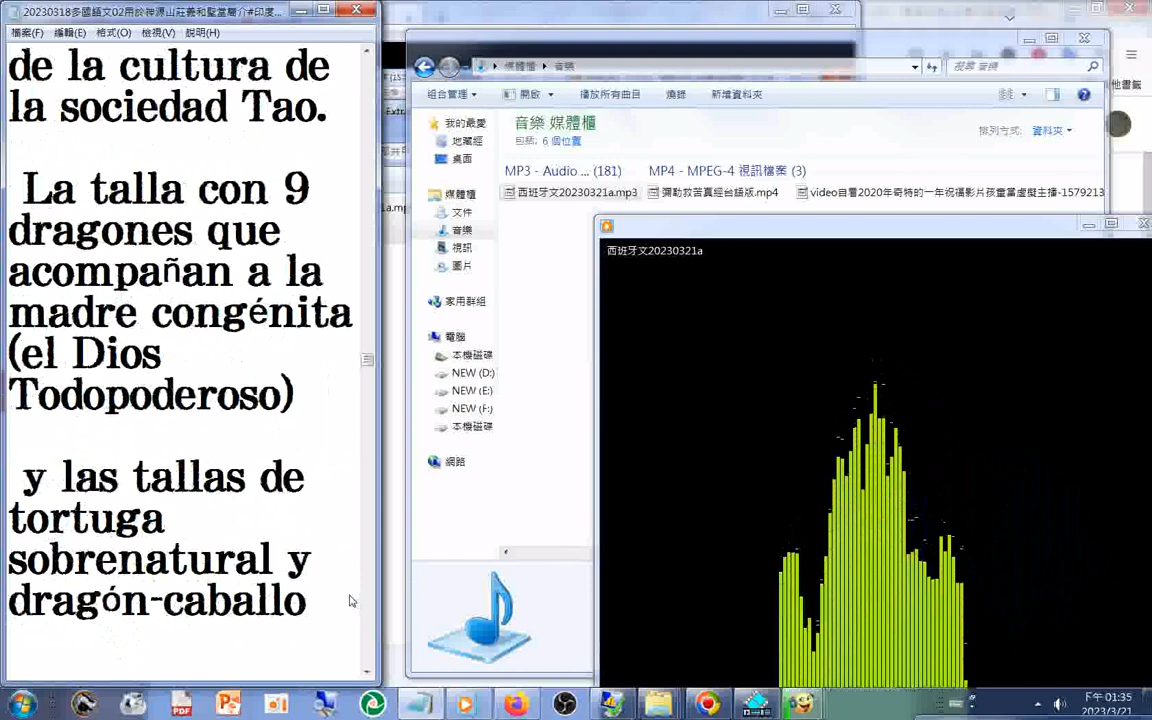 20230318多國語文02用於神源山莊善和聖堂簡介#印度...
檔案(F) 編輯(E) 格式(O) 檢視(V) 說明(H)
de la cultura de
la sociedad Tao.
La talla con 9
dragones que
acompañan a la
madre congénita
(el Dios
Todopoderoso)
y las tallas de
tortuga
sobrenatural y
dragón-caballo
媒體櫃 音樂
搜尋 音樂
組合管理 開啟 播放所有曲目 燒錄 新增資料夾
我的最愛
地藏經
桌面
媒體櫃
文件
音樂
視訊
圖片
家用群組
電腦
本機磁碟
NEW (D:)
NEW (E:)
NEW (F:)
本機磁碟
網路
音樂 媒體櫃
包括: 6 個位置
排列方式: 資料夾
MP3 - Audio ... (181) MP4 - MPEG-4 視訊檔案 (3)
西班牙文20230321a.mp3 彌勒救苦真經台語版.mp4 video自看2020年奇特的一年祝福影片孩童當虛擬主播-1579213
西班牙文20230321a
他書籤
下午 01:35
2023/3/21